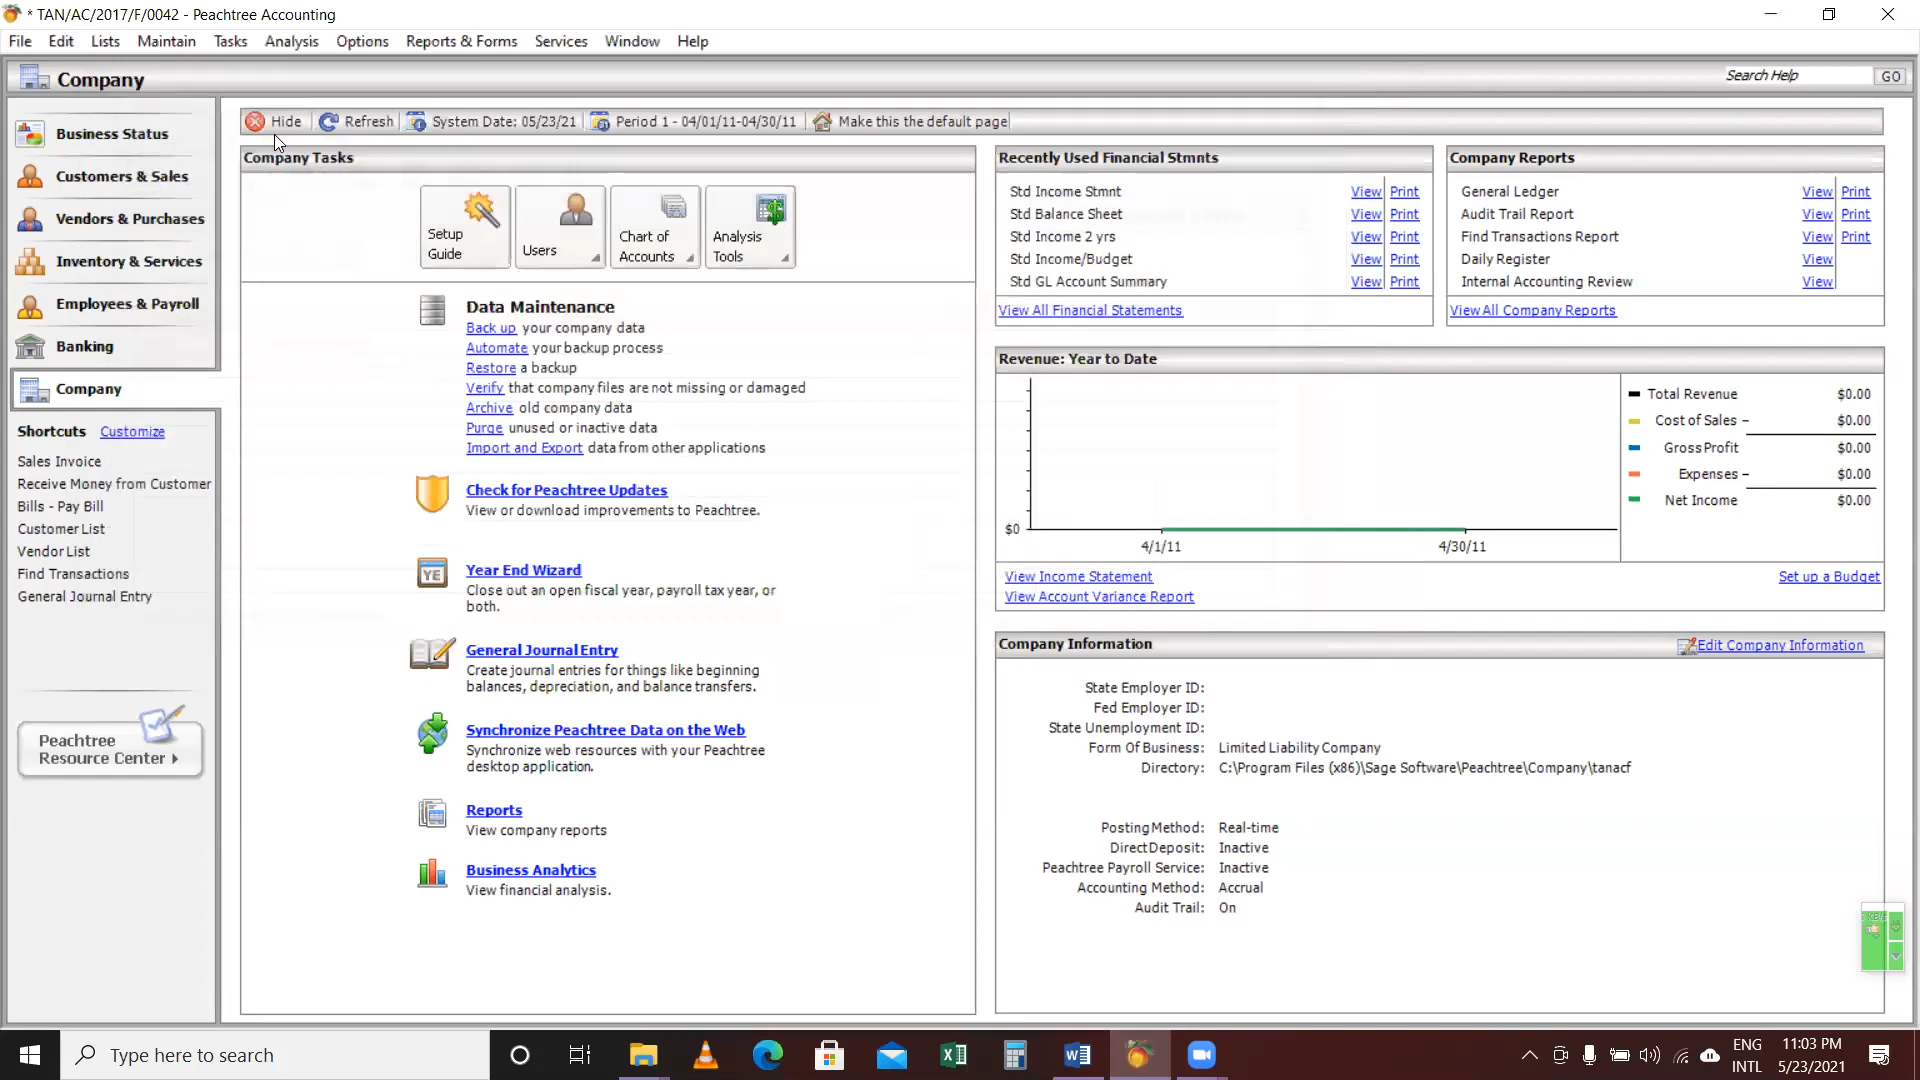 * TAN/AC/2017/F/0042 - Peachtree Accounting
File Edit Lists Maintain Tasks Analysis Options Reports & Forms Services Window Help
Company
Search Help
GO
Business Status
Customers & Sales
Vendors & Purchases
Inventory & Services
Employees & Payroll
Banking
Company
Shortcuts Customize
Sales Invoice
Receive Money from Customer
Bills - Pay Bill
Customer List
Vendor List
Find Transactions
General Journal Entry
Peachtree
Resource Center
Hide Refresh System Date: 05/23/21 Period 1 - 04/01/11-04/30/11 Make this the default page
Company Tasks
Setup
Guide
Users
Chart of
Accounts
Analysis
Tools
Data Maintenance
Back up your company data
Automate your backup process
Restore a backup
Verify that company files are not missing or damaged
Archive old company data
Purge unused or inactive data
Import and Export data from other applications
Check for Peachtree Updates
View or download improvements to Peachtree.
YE
Year End Wizard
Close out an open fiscal year, payroll tax year, or
both.
General Journal Entry
Create journal entries for things like beginning
balances, depreciation, and balance transfers.
Synchronize Peachtree Data on the Web
Synchronize web resources with your Peachtree
desktop application.
Reports
View company reports
Business Analytics
View financial analysis.
Recently Used Financial Stmnts
Std Income Stmnt View Print
Std Balance Sheet View Print
Std Income 2 yrs View Print
Std Income/Budget View Print
Std GL Account Summary View Print
View All Financial Statements
Company Reports
General Ledger View Print
Audit Trail Report View Print
Find Transactions Report View Print
Daily Register View
Internal Accounting Review View
View All Company Reports
Revenue: Year to Date
$0
4/1/11 4/30/11
Total Revenue $0.00
Cost of Sales - $0.00
Gross Profit $0.00
Expenses - $0.00
Net Income $0.00
View Income Statement Set up a Budget
View Account Variance Report
Company Information Edit Company Information
State Employer ID:
Fed Employer ID:
State Unemployment ID:
Form Of Business: Limited Liability Company
Directory: C:\Program Files (x86)\Sage Software\Peachtree\Company\tanacf
Posting Method: Real-time
Direct Deposit: Inactive
Peachtree Payroll Service: Inactive
Accounting Method: Accrual
Audit Trail: On
Type here to search
ENG
INTL
11:03 PM
5/23/2021